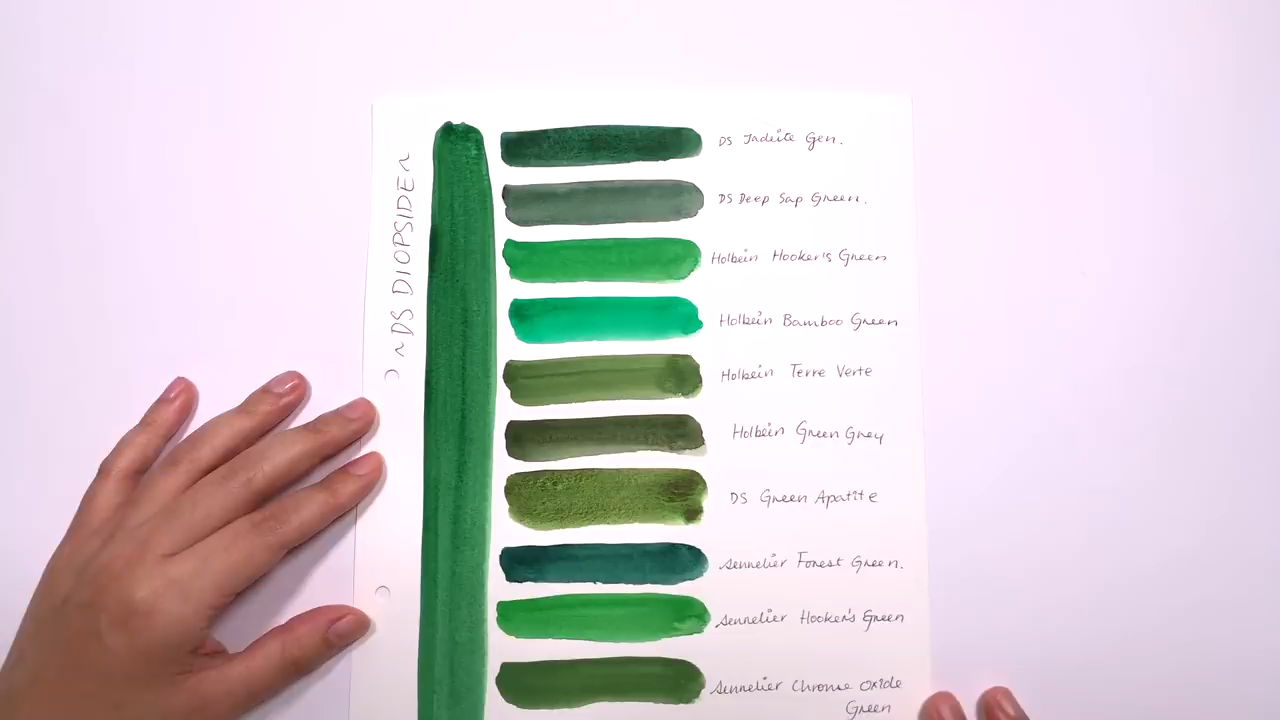 ~DS DIOPSIDE~
DS Jadeite Gen.
DS Deep Sap Green.
Holbein Hooker's Green
Holbein Bamboo Green
Holbein Terre Verte
Holbein Green Grey
DS Green Apatite
Sennelier Forest Green.
Sennelier Hooker's Green
Sennelier Chrome Oxide
Green